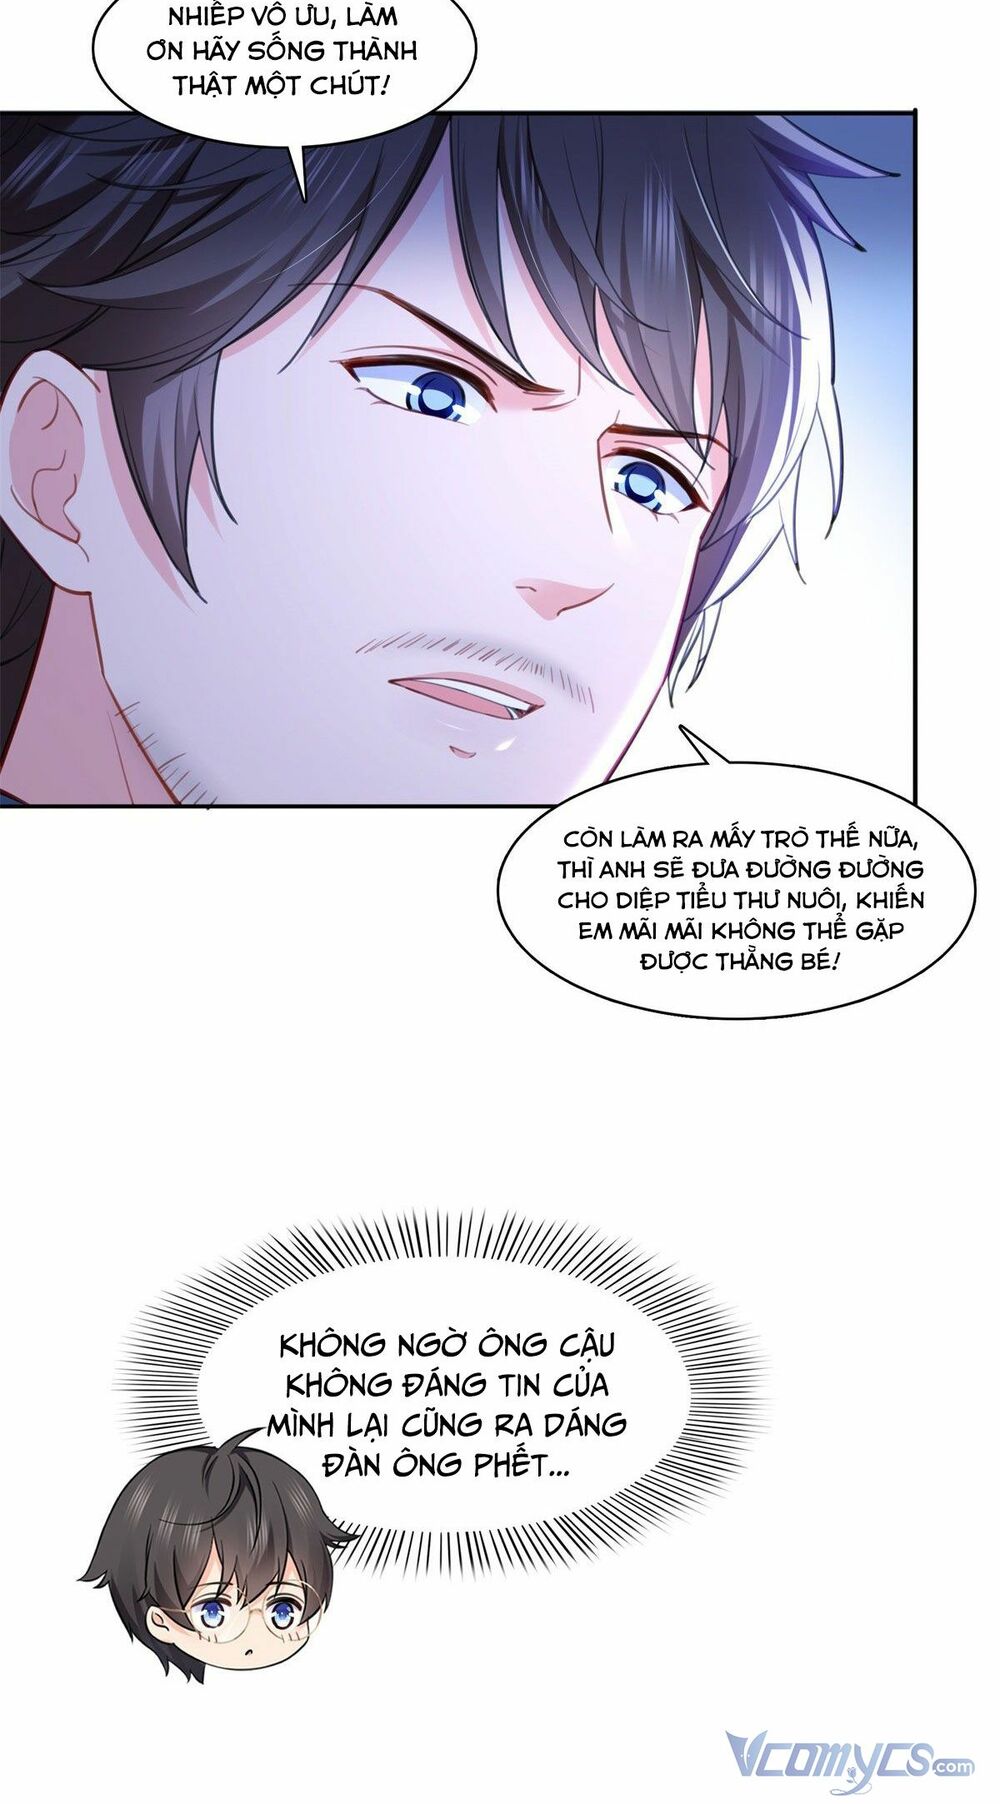 NHIẾP VÔ ƯU, LÀM
ƠN HÃY SỐNG THÀNH
THẬT MỘT CHÚT!
CÒN LÀM RA MẤY TRÒ THẾ NỮA,
THÌ ANH SẼ ĐƯA ĐƯỜNG ĐƯỜNG
CHO DIỆP TIỂU THƯ NUÔI, KHIẾN
EM MÃI MÃI KHÔNG THỂ GẶP
ĐƯỢC THẰNG BÉ!
KHÔNG NGỜ ÔNG CẬU
KHÔNG ĐÁNG TIN CỦA
MÌNH LẠI CŨNG RA DÁNG
ĐÀN ÔNG PHẾT...
VCOMYCS.com